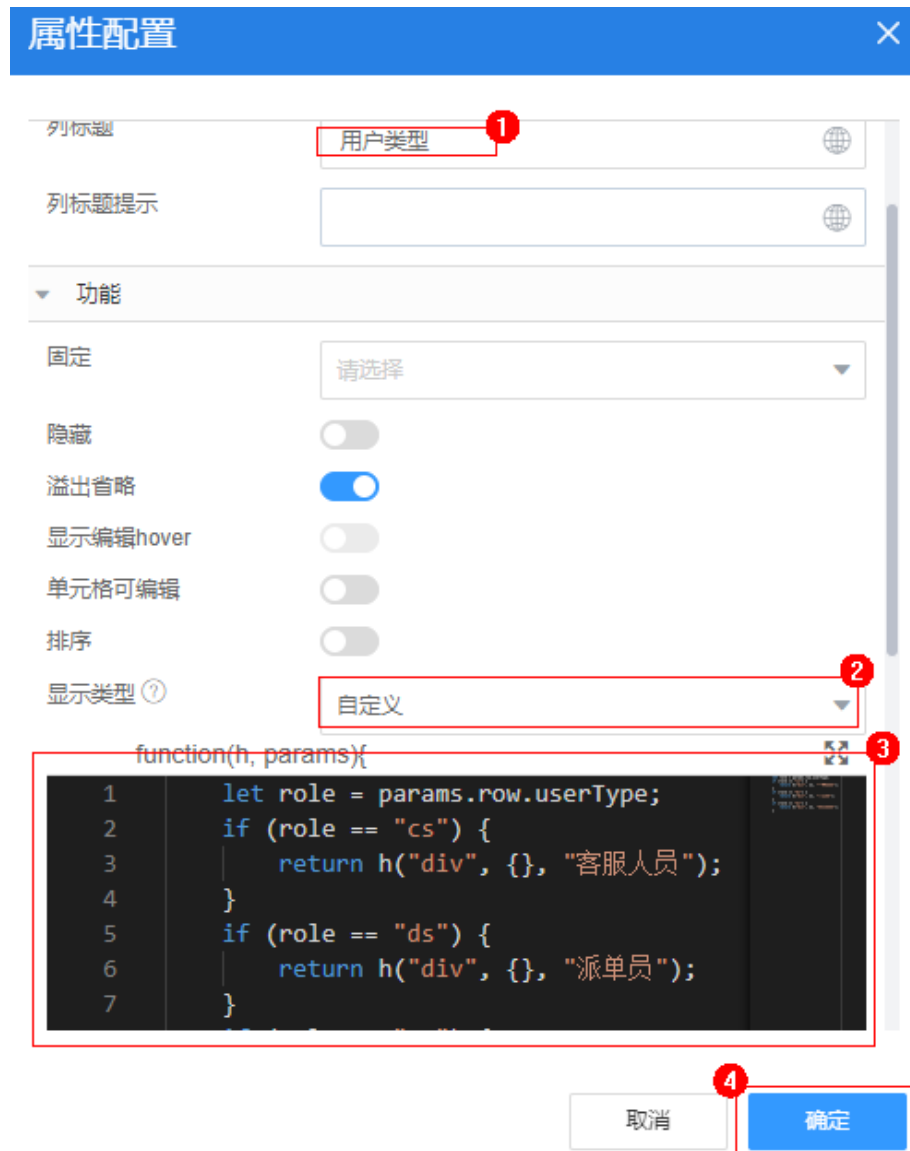 属性配置
列标题
用户类型
1
列标题提示
功能
固定
请选择
隐藏
溢出省略
显示编辑hover
单元格可编辑
排序
显示类型 ?
自定义
2
function(h, params){
3
1 let role = params.row.userType;
2 if (role == "cs") {
3 return h("div", {}, "客服人员");
4 }
5 if (role == "ds") {
6 return h("div", {}, "派单员");
7 }
4
取消
确定